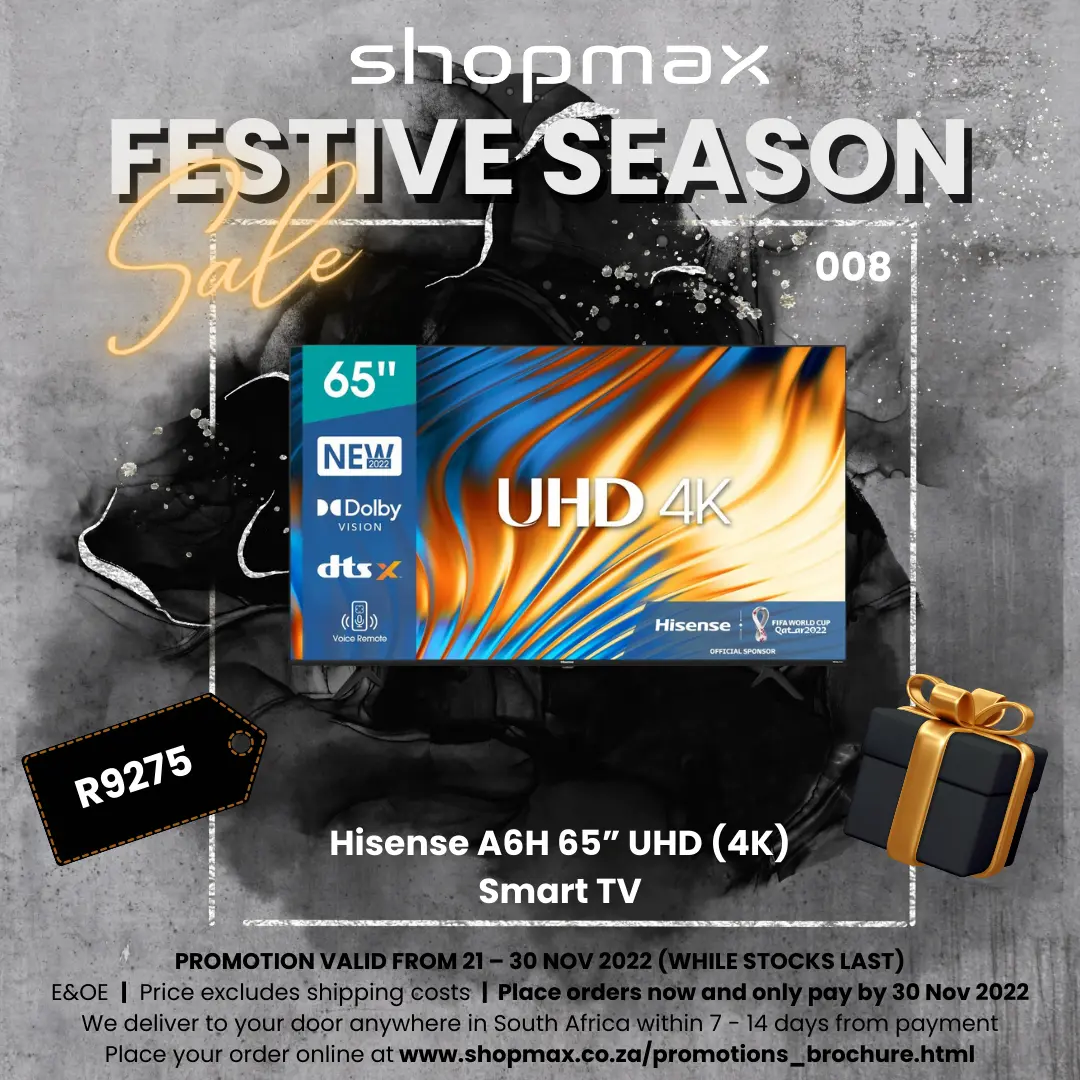 shopmax
FESTIVE SEASON
Sale
008
65"
NEW
2022
Dolby
VISION
dts x
Voice Remote
UHD 4K
Hisense
FIFA WORLD CUP
Qatar2022
OFFICIAL SPONSOR
Hisense
R9275
Hisense A6H 65” UHD (4K)
Smart TV
PROMOTION VALID FROM 21 – 30 NOV 2022 (WHILE STOCKS LAST)
E&OE | Price excludes shipping costs | Place orders now and only pay by 30 Nov 2022
We deliver to your door anywhere in South Africa within 7 - 14 days from payment
Place your order online at www.shopmax.co.za/promotions_brochure.html